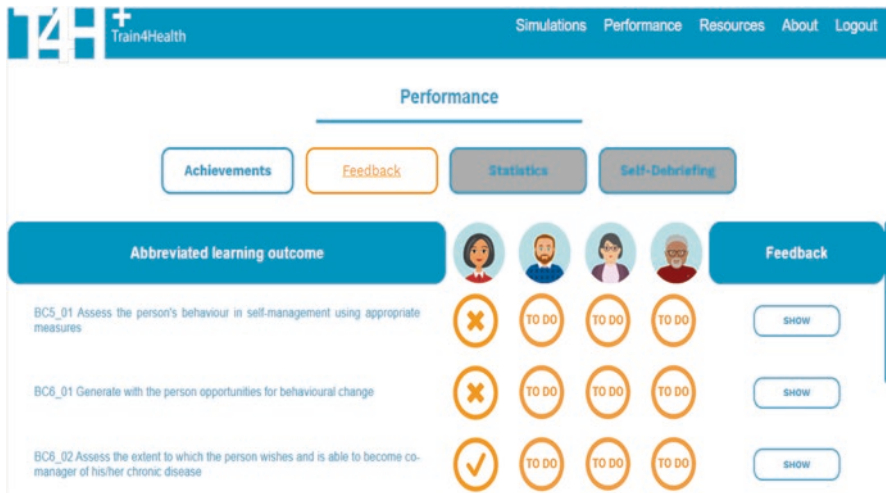 T4H
Train4Health
Simulations Performance Resources About Logout
Performance
Achievements Feedback Statistics Self-Debriefing
Abbreviated learning outcome Feedback
BC5_01 Assess the person's behaviour in self-management using appropriate
measures
TO DO TO DO TO DO SHOW
BC6_01 Generate with the person opportunities for behavioural change
TO DO TO DO TO DO SHOW
BC6_02 Assess the extent to which the person wishes and is able to become co-
manager of his/her chronic disease
TO DO TO DO TO DO SHOW